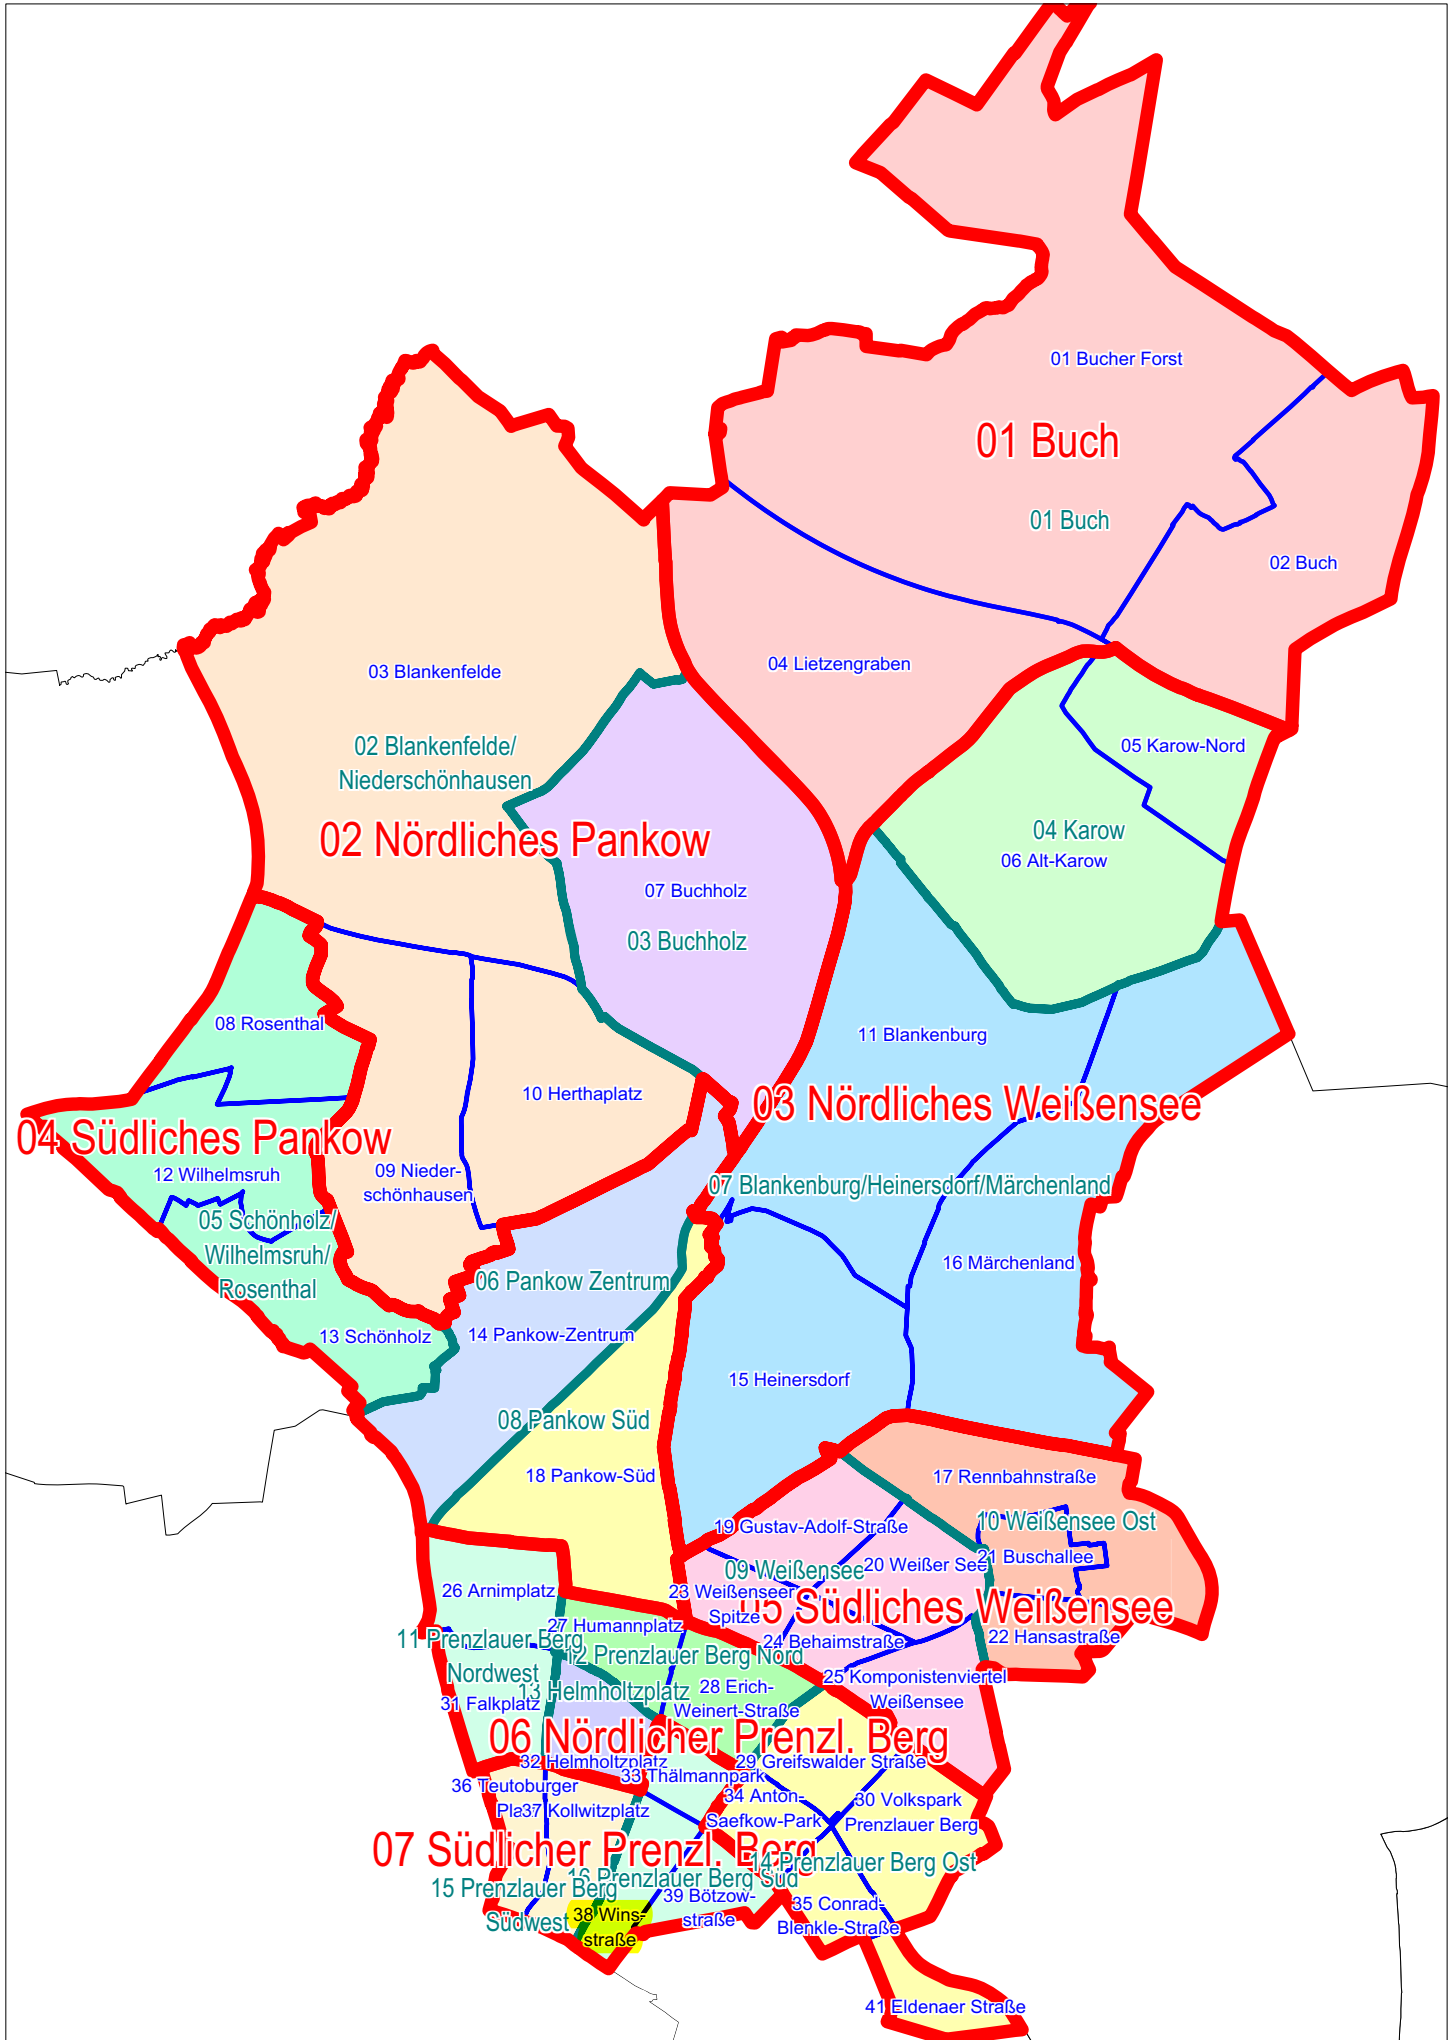 01 Bucher Forst
01 Buch
01 Buch
02 Buch
04 Lietzengraben
03 Blankenfelde
02 Blankenfelde/
Niederschönhausen
02 Nördliches Pankow
05 Karow-Nord
04 Karow
06 Alt-Karow
07 Buchholz
03 Buchholz
08 Rosenthal
11 Blankenburg
10 Herthaplatz
03 Nördliches Weißensee
04 Südliches Pankow
12 Wilhelmsruh
09 Nieder-
schönhausen
07 Blankenburg/Heinersdorf/Märchenland
05 Schönholz/
Wilhelmsruh/
Rosenthal
16 Märchenland
06 Pankow Zentrum
13 Schönholz
14 Pankow-Zentrum
15 Heinersdorf
08 Pankow Süd
18 Pankow-Süd
17 Rennbahnstraße
19 Gustav-Adolf-Straße
10 Weißensee Ost
20 Weißer See
21 Buschallee
09 Weißensee
26 Arnimplatz
23 Weißenseer
Spitze
05 Südliches Weißensee
27 Humannplatz
11 Prenzlauer Berg
Nordwest
12 Prenzlauer Berg Nord
24 Behaimstraße
22 Hansastraße
25 Komponistenviertel
Weißensee
13 Helmholtzplatz
28 Erich-
Weinert-Straße
31 Falkplatz
06 Nördlicher Prenzl. Berg
32 Helmholtzplatz
29 Greifswalder Straße
33 Thälmannpark
36 Teutoburger
Platz
37 Kollwitzplatz
34 Anton-
Saefkow-Park
30 Volkspark
Prenzlauer Berg
07 Südlicher Prenzl. Berg
14 Prenzlauer Berg Ost
16 Prenzlauer Berg Süd
15 Prenzlauer Berg
Südwest
39 Bötzow-
straße
35 Conrad-
Blenkle-Straße
38 Wins-
straße
41 Eldenaer Straße